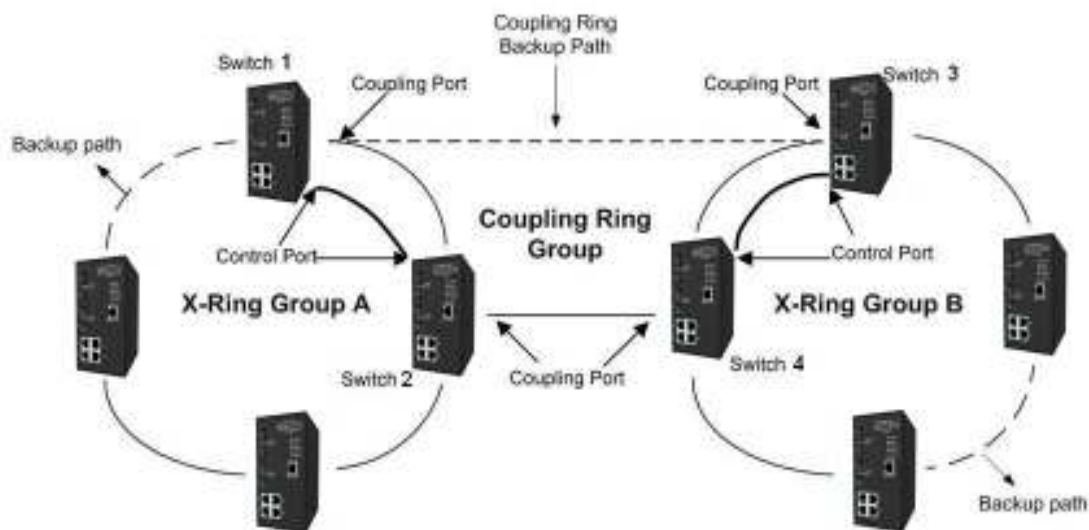 Coupling Ring
Backup Path
Switch 1
Coupling Port
Coupling Port
Switch 3
Backup path
Coupling Ring
Group
Control Port
Control Port
X-Ring Group A
X-Ring Group B
Switch 2
Coupling Port
Switch 4
Backup path